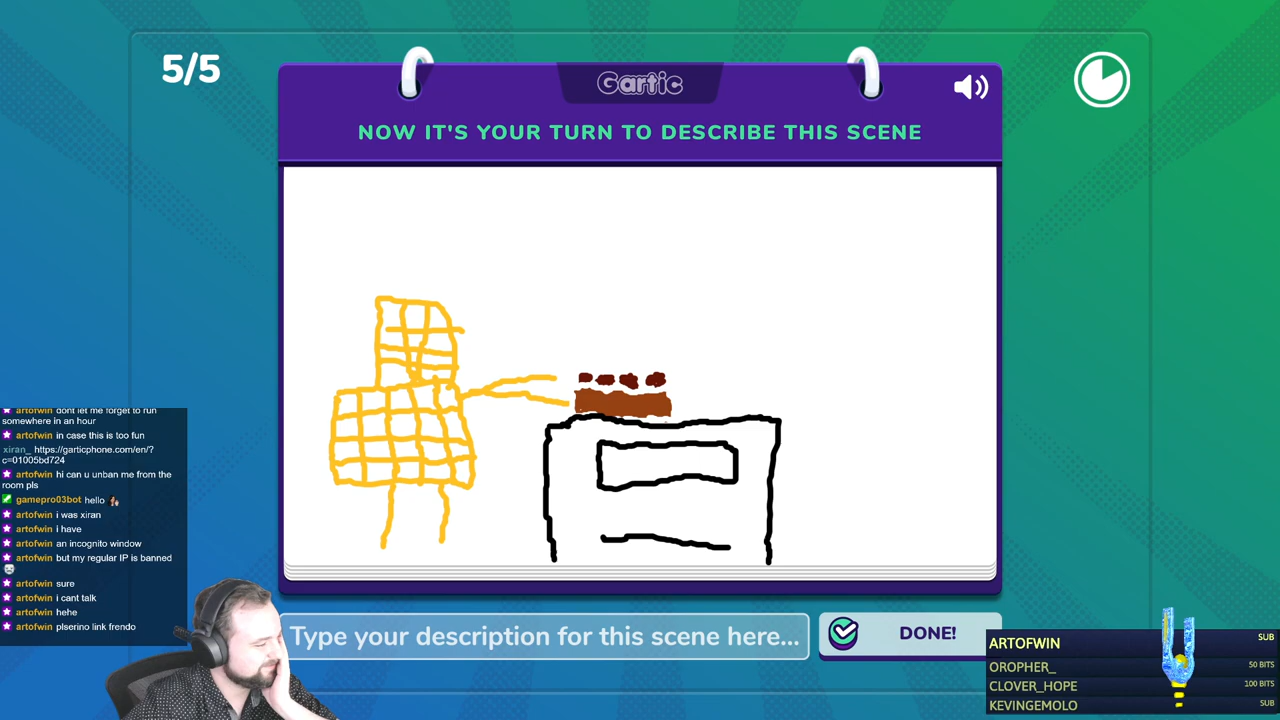 5/5
Gartic
NOW IT'S YOUR TURN TO DESCRIBE THIS SCENE
artofwin dont let me forget to run
somewhere in an hour
artofwin in case this is too fun
xiran_ https://garticphone.com/en/?
c=01005bd724
artofwin hi can u unban me from the
room pls
gamepro03bot hello
artofwin i was xiran
artofwin i have
artofwin an incognito window
artofwin but my regular IP is banned
artofwin sure
artofwin i cant talk
artofwin hehe
artofwin plserino link frendo
Type your description for this scene here...
DONE!
ARTOFWIN SUB
OROPHER_ 50 BITS
CLOVER_HOPE 100 BITS
KEVINGEMOLO SUB